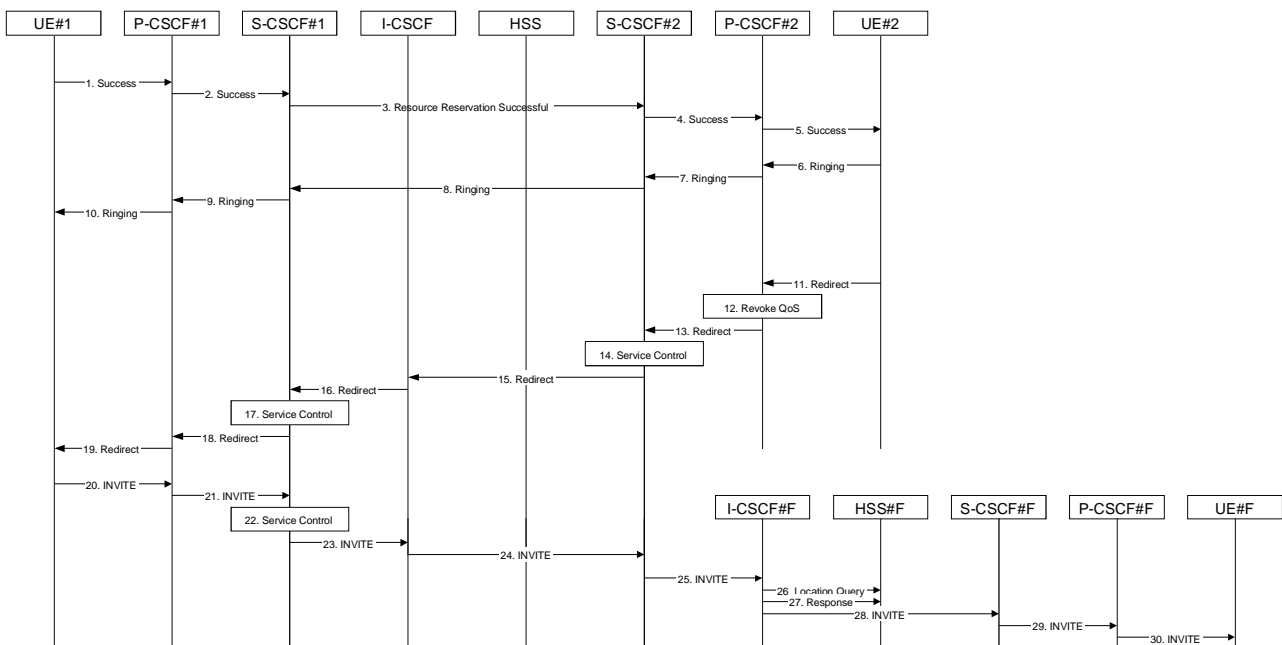 UE#1
P-CSCF#1
S-CSCF#1
I-CSCF
HSS
S-CSCF#2
P-CSCF#2
UE#2
1. Success
2. Success
3. Resource Reservation Successful
4. Success
5. Success
6. Ringing
7. Ringing
8. Ringing
9. Ringing
10. Ringing
11. Redirect
12. Revoke QoS
13. Redirect
14. Service Control
15. Redirect
16. Redirect
17. Service Control
18. Redirect
19. Redirect
20. INVITE
21. INVITE
I-CSCF#F
HSS#F
S-CSCF#F
P-CSCF#F
UE#F
22. Service Control
23. INVITE
24. INVITE
25. INVITE
26. Location Query
27. Response
28. INVITE
29. INVITE
30. INVITE